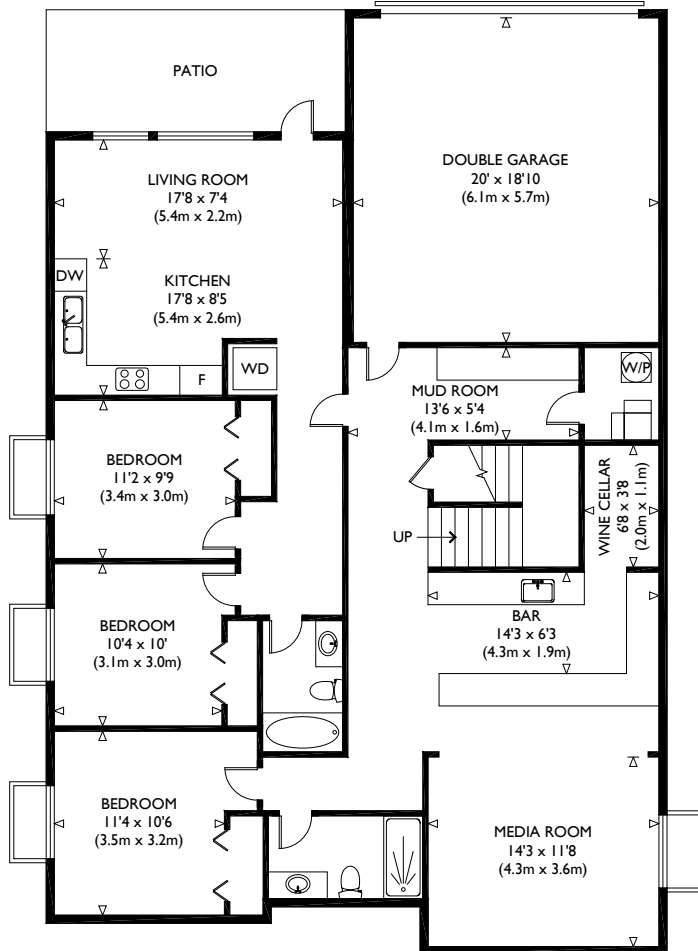 PATIO
LIVING ROOM
17'8 x 7'4
(5.4m x 2.2m)
DOUBLE GARAGE
20' x 18'10
(6.1m x 5.7m)
DW
KITCHEN
17'8 x 8'5
(5.4m x 2.6m)
F
WD
MUD ROOM
13'6 x 5'4
(4.1m x 1.6m)
W/P
BEDROOM
11'2 x 9'9
(3.4m x 3.0m)
WINE CELLAR
6'8 x 3'8
(2.0m x 1.1m)
UP
BEDROOM
10'4 x 10'
(3.1m x 3.0m)
BAR
14'3 x 6'3
(4.3m x 1.9m)
BEDROOM
11'4 x 10'6
(3.5m x 3.2m)
MEDIA ROOM
14'3 x 11'8
(4.3m x 3.6m)